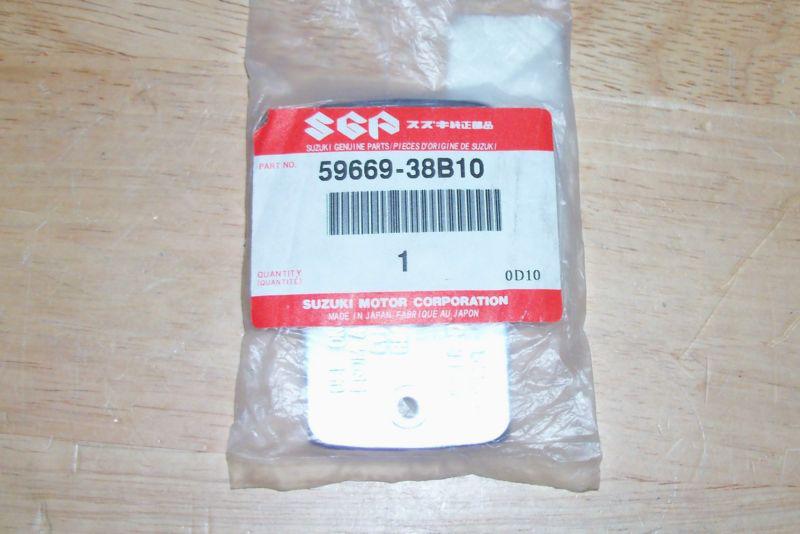 SGP スズキ純正部品
SUZUKI GENUINE PARTS/PIECES D'ORIGINE DE SUZUKI
PART NO. 59669-38B10
1
QUANTITY
(QUANTITÉ)
0D10
SUZUKI MOTOR CORPORATION
MADE IN JAPAN, FABRIQUE AU JAPON